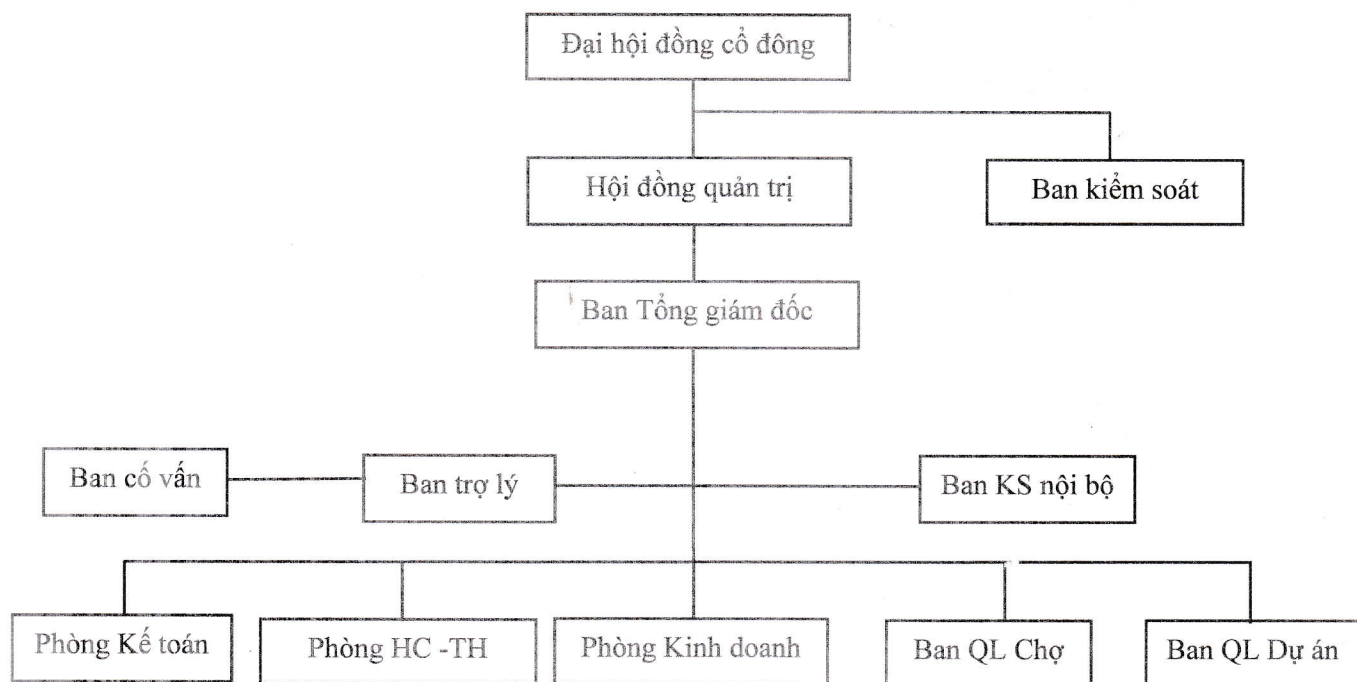 Đại hội đồng cổ đông
Hội đồng quản trị
Ban kiểm soát
Ban Tổng giám đốc
Ban cố vấn
Ban trợ lý
Ban KS nội bộ
Phòng Kế toán
Phòng HC -TH
Phòng Kinh doanh
Ban QL Chợ
Ban QL Dự án